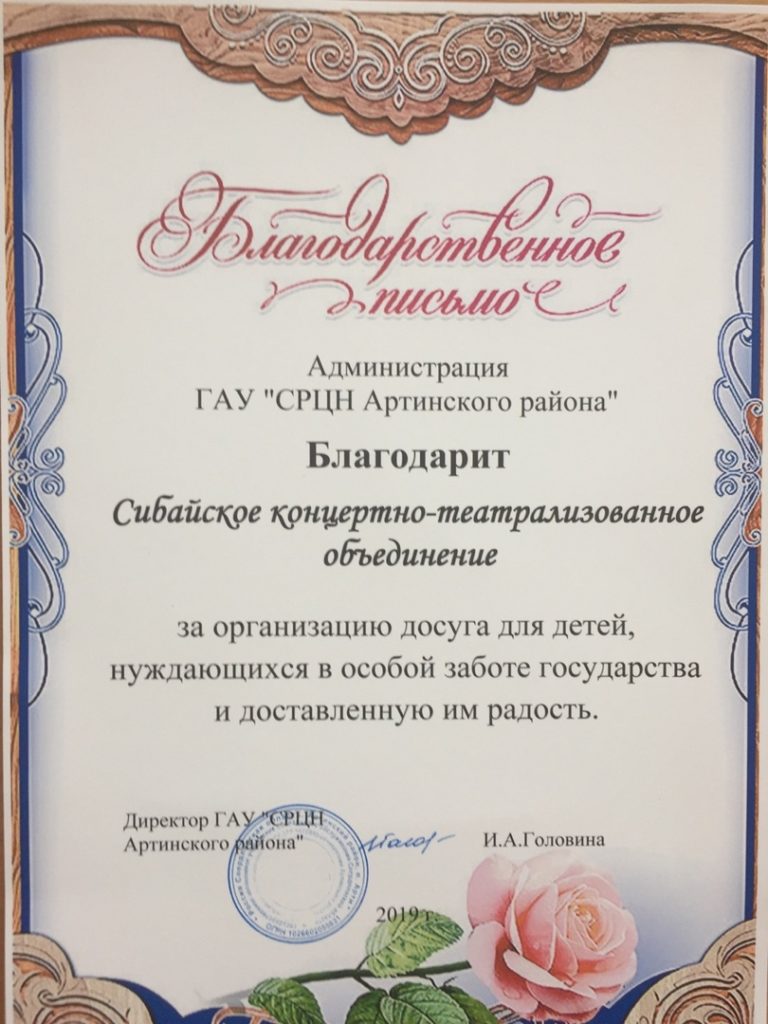 Благодарственное
письмо
Администрация
ГАУ "СРЦН Артинского района"
Благодарит
Сибайское концертно-театрализованное
объединение
за организацию досуга для детей,
нуждающихся в особой заботе государства
и доставленную им радость.
Директор ГАУ "СРЦН
Артинского района"
И.А.Головина
2019 г.